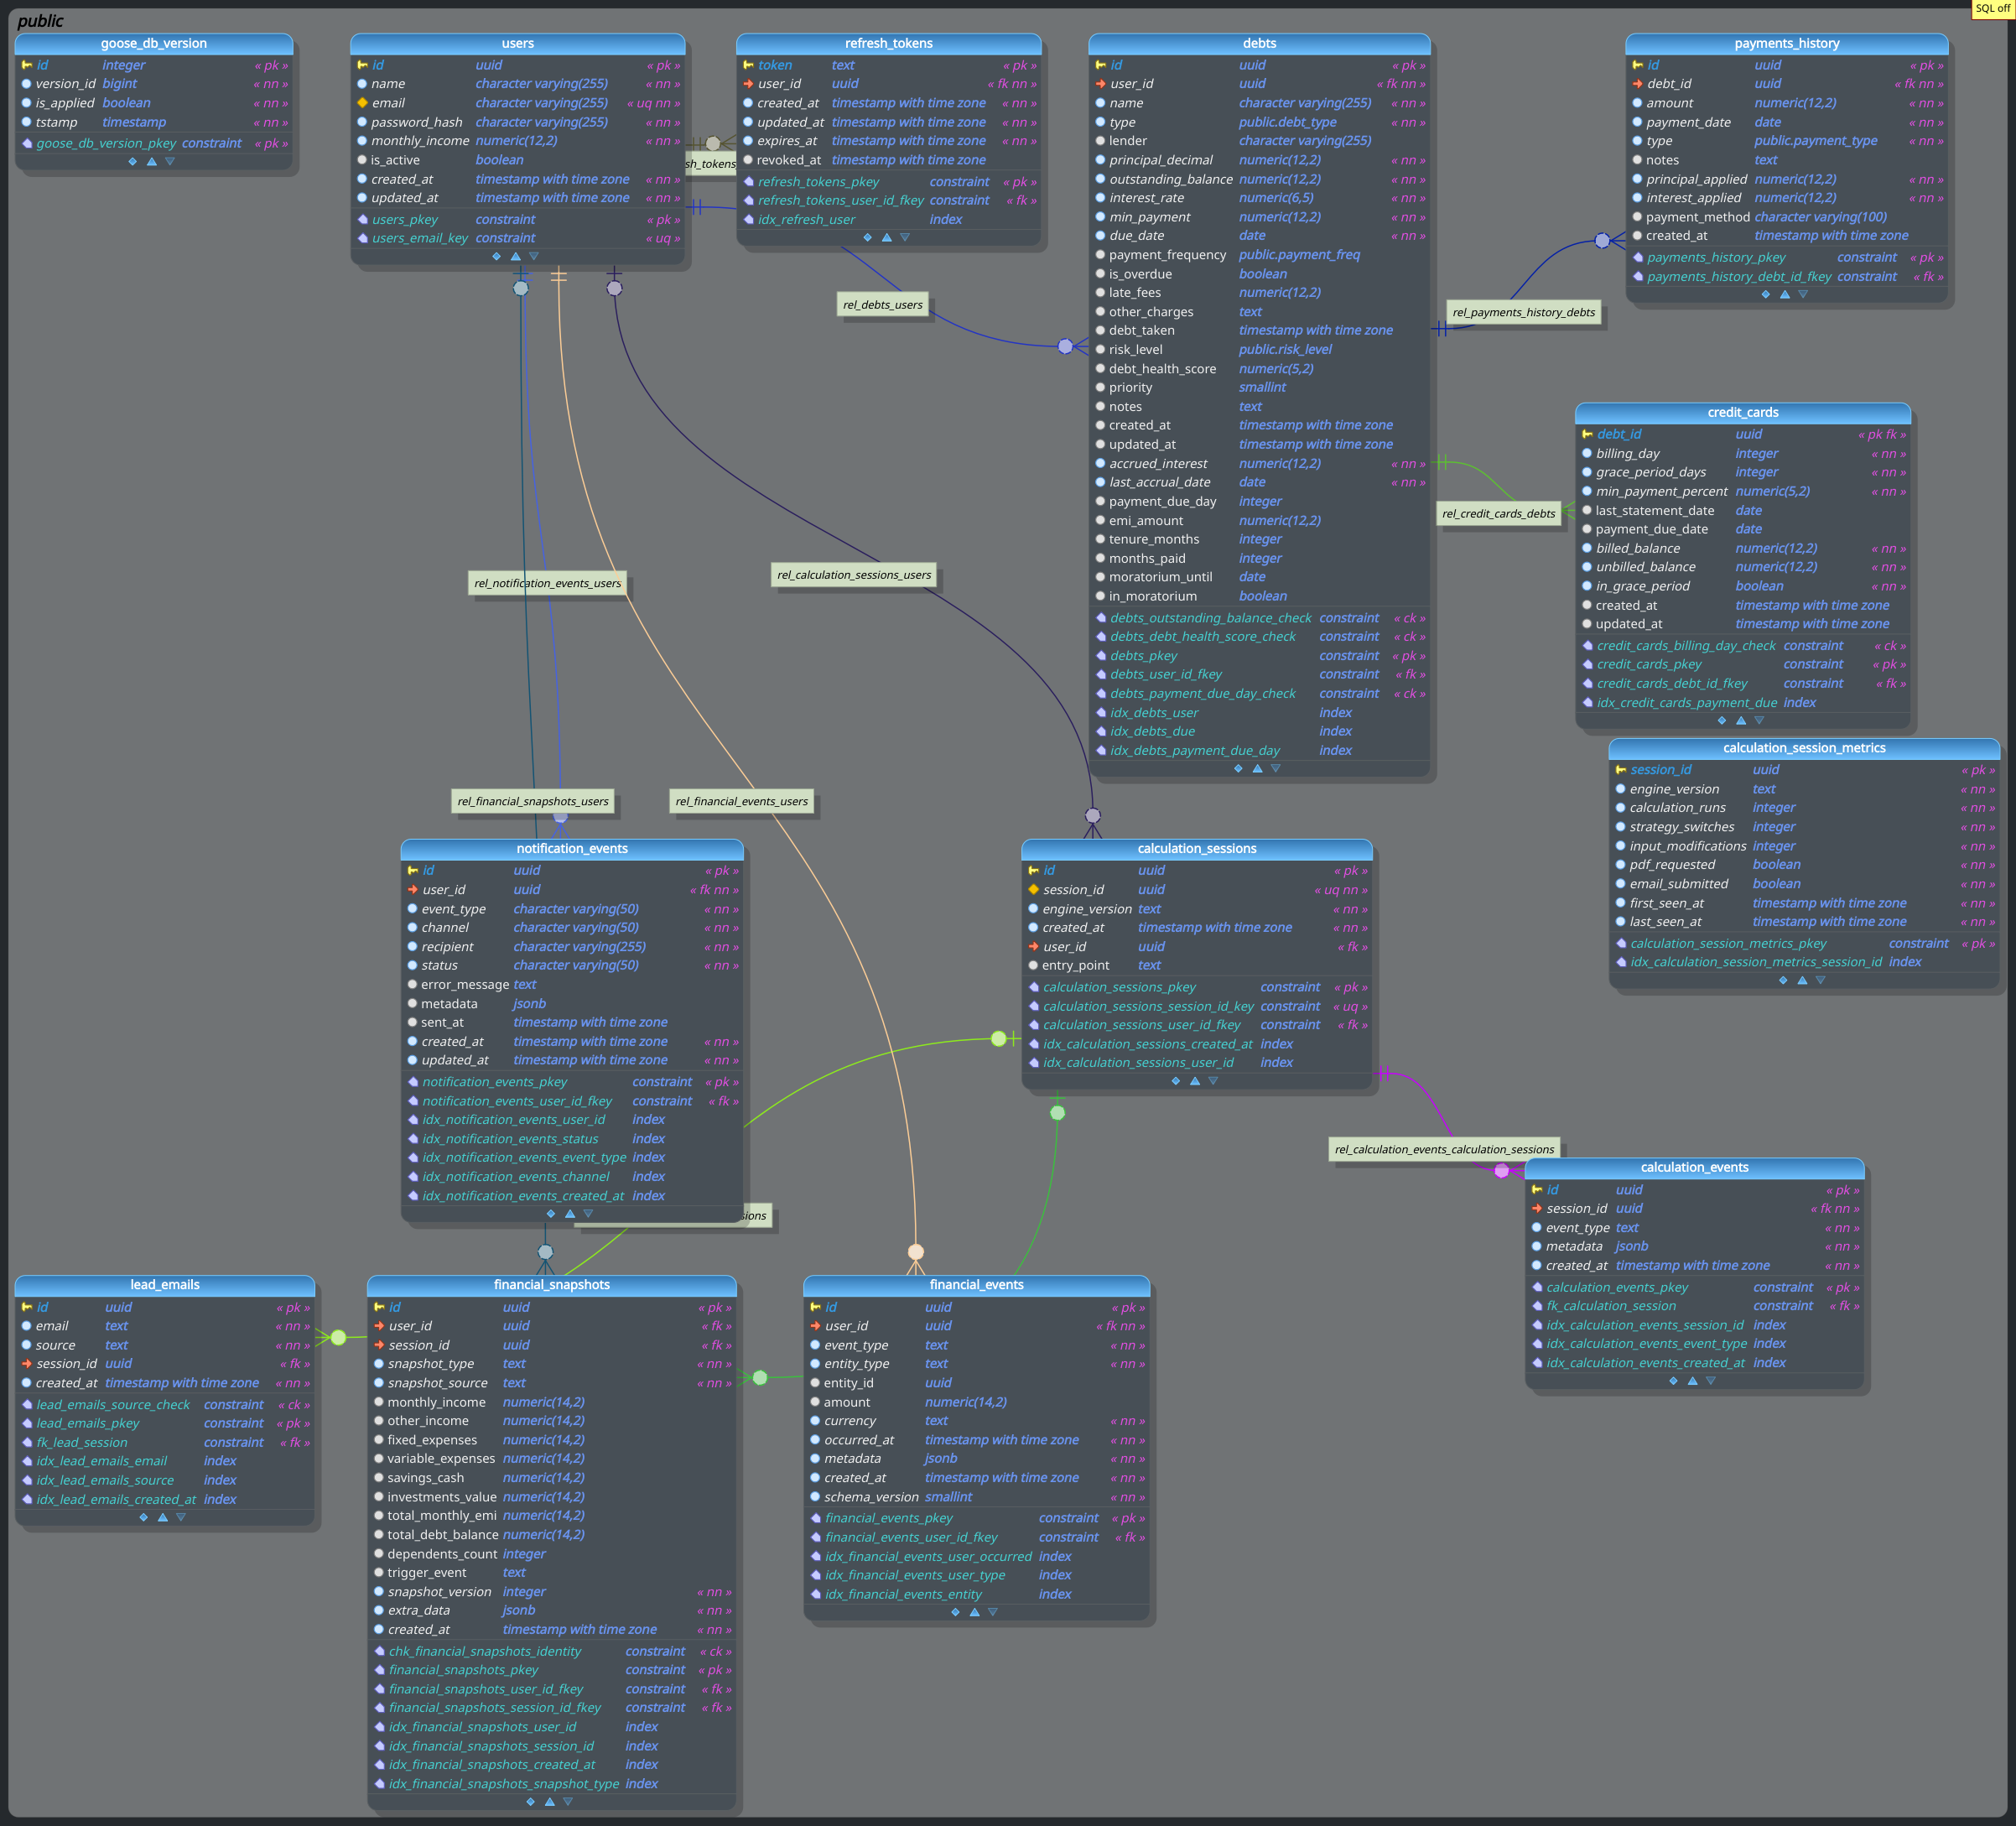 SQL off
public
goose_db_version
id integer « pk »
version_id bigint « nn »
is_applied boolean « nn »
tstamp timestamp « nn »
goose_db_version_pkey constraint « pk »
users
id uuid « pk »
name character varying(255) « nn »
email character varying(255) « uq nn »
password_hash character varying(255) « nn »
monthly_income numeric(12,2) « nn »
is_active boolean
created_at timestamp with time zone « nn »
updated_at timestamp with time zone « nn »
users_pkey constraint « pk »
users_email_key constraint « uq »
sh_tokens
refresh_tokens
token text « pk »
user_id uuid « fk nn »
created_at timestamp with time zone « nn »
updated_at timestamp with time zone « nn »
expires_at timestamp with time zone « nn »
revoked_at timestamp with time zone
refresh_tokens_pkey constraint « pk »
refresh_tokens_user_id_fkey constraint « fk »
idx_refresh_user index
rel_debts_users
debts
id uuid « pk »
user_id uuid « fk nn »
name character varying(255) « nn »
type public.debt_type « nn »
lender character varying(255)
principal_decimal numeric(12,2) « nn »
outstanding_balance numeric(12,2) « nn »
interest_rate numeric(6,5) « nn »
min_payment numeric(12,2) « nn »
due_date date « nn »
payment_frequency public.payment_freq
is_overdue boolean
late_fees numeric(12,2)
other_charges text
debt_taken timestamp with time zone
risk_level public.risk_level
debt_health_score numeric(5,2)
priority smallint
notes text
created_at timestamp with time zone
updated_at timestamp with time zone
accrued_interest numeric(12,2) « nn »
last_accrual_date date « nn »
payment_due_day integer
emi_amount numeric(12,2)
tenure_months integer
months_paid integer
moratorium_until date
in_moratorium boolean
debts_outstanding_balance_check constraint « ck »
debts_debt_health_score_check constraint « ck »
debts_pkey constraint « pk »
debts_user_id_fkey constraint « fk »
debts_payment_due_day_check constraint « ck »
idx_debts_user index
idx_debts_due index
idx_debts_payment_due_day index
payments_history
id uuid « pk »
debt_id uuid « fk nn »
amount numeric(12,2) « nn »
payment_date date « nn »
type public.payment_type « nn »
notes text
principal_applied numeric(12,2) « nn »
interest_applied numeric(12,2) « nn »
payment_method character varying(100)
created_at timestamp with time zone
payments_history_pkey constraint « pk »
payments_history_debt_id_fkey constraint « fk »
rel_payments_history_debts
credit_cards
debt_id uuid « pk fk »
billing_day integer « nn »
grace_period_days integer « nn »
min_payment_percent numeric(5,2) « nn »
last_statement_date date
payment_due_date date
billed_balance numeric(12,2) « nn »
unbilled_balance numeric(12,2) « nn »
in_grace_period boolean « nn »
created_at timestamp with time zone
updated_at timestamp with time zone
credit_cards_billing_day_check constraint « ck »
credit_cards_pkey constraint « pk »
credit_cards_debt_id_fkey constraint « fk »
idx_credit_cards_payment_due index
rel_credit_cards_debts
rel_notification_events_users
rel_calculation_sessions_users
calculation_session_metrics
session_id uuid « pk »
engine_version text « nn »
calculation_runs integer « nn »
strategy_switches integer « nn »
input_modifications integer « nn »
pdf_requested boolean « nn »
email_submitted boolean « nn »
first_seen_at timestamp with time zone « nn »
last_seen_at timestamp with time zone « nn »
calculation_session_metrics_pkey constraint « pk »
idx_calculation_session_metrics_session_id index
rel_financial_snapshots_users
rel_financial_events_users
notification_events
id uuid « pk »
user_id uuid « fk nn »
event_type character varying(50) « nn »
channel character varying(50) « nn »
recipient character varying(255) « nn »
status character varying(50) « nn »
error_message text
metadata jsonb
sent_at timestamp with time zone
created_at timestamp with time zone « nn »
updated_at timestamp with time zone « nn »
notification_events_pkey constraint « pk »
notification_events_user_id_fkey constraint « fk »
idx_notification_events_user_id index
idx_notification_events_status index
idx_notification_events_event_type index
idx_notification_events_channel index
idx_notification_events_created_at index
calculation_sessions
id uuid « pk »
session_id uuid « uq nn »
engine_version text « nn »
created_at timestamp with time zone « nn »
user_id uuid « fk »
entry_point text
calculation_sessions_pkey constraint « pk »
calculation_sessions_session_id_key constraint « uq »
calculation_sessions_user_id_fkey constraint « fk »
idx_calculation_sessions_created_at index
idx_calculation_sessions_user_id index
rel_calculation_events_calculation_sessions
calculation_events
id uuid « pk »
session_id uuid « fk nn »
event_type text « nn »
metadata jsonb « nn »
created_at timestamp with time zone « nn »
calculation_events_pkey constraint « pk »
fk_calculation_session constraint « fk »
idx_calculation_events_session_id index
idx_calculation_events_event_type index
idx_calculation_events_created_at index
lead_emails
id uuid « pk »
email text « nn »
source text « nn »
session_id uuid « fk »
created_at timestamp with time zone « nn »
lead_emails_source_check constraint « ck »
lead_emails_pkey constraint « pk »
fk_lead_session constraint « fk »
idx_lead_emails_email index
idx_lead_emails_source index
idx_lead_emails_created_at index
financial_snapshots
id uuid « pk »
user_id uuid « fk »
session_id uuid « fk »
snapshot_type text « nn »
snapshot_source text « nn »
monthly_income numeric(14,2)
other_income numeric(14,2)
fixed_expenses numeric(14,2)
variable_expenses numeric(14,2)
savings_cash numeric(14,2)
investments_value numeric(14,2)
total_monthly_emi numeric(14,2)
total_debt_balance numeric(14,2)
dependents_count integer
trigger_event text
snapshot_version integer « nn »
extra_data jsonb « nn »
created_at timestamp with time zone « nn »
chk_financial_snapshots_identity constraint « ck »
financial_snapshots_pkey constraint « pk »
financial_snapshots_user_id_fkey constraint « fk »
financial_snapshots_session_id_fkey constraint « fk »
idx_financial_snapshots_user_id index
idx_financial_snapshots_session_id index
idx_financial_snapshots_created_at index
idx_financial_snapshots_snapshot_type index
financial_events
id uuid « pk »
user_id uuid « fk nn »
event_type text « nn »
entity_type text « nn »
entity_id uuid
amount numeric(14,2)
currency text « nn »
occurred_at timestamp with time zone « nn »
metadata jsonb « nn »
created_at timestamp with time zone « nn »
schema_version smallint « nn »
financial_events_pkey constraint « pk »
financial_events_user_id_fkey constraint « fk »
idx_financial_events_user_occurred index
idx_financial_events_user_type index
idx_financial_events_entity index